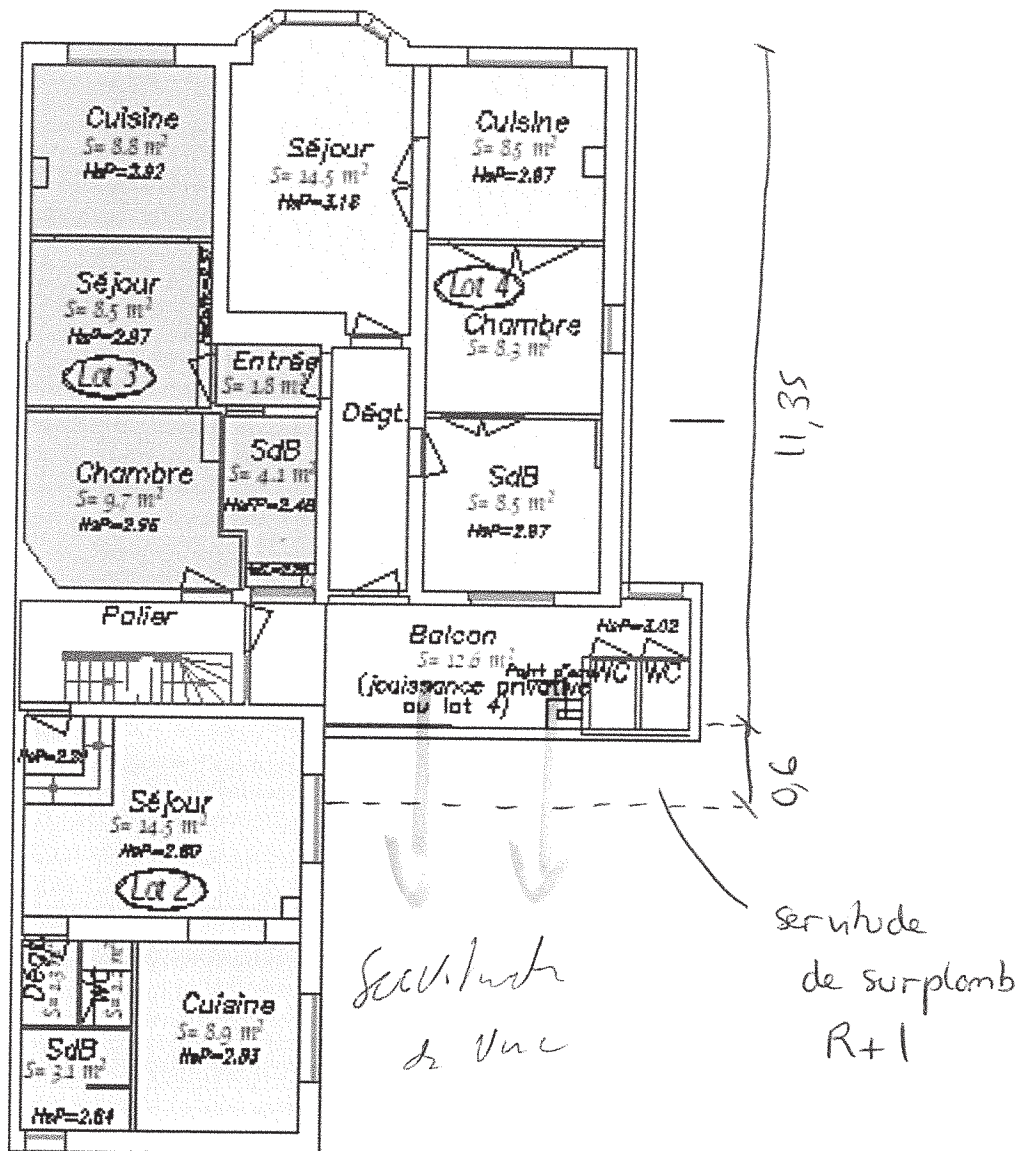 Cuisine
S= 8.8 m²
Séjour
S= 14.5 m²
HsP=3.18
Cuisine
S= 8.5 m²
HsP=2.87
Séjour
S= 8.5 m²
HsP=2.87
Lot 3
Lot 4
Chambre
S= 8.3 m²
Entrée
S= 1.8 m²
Dégt.
Chambre
S= 9.7 m²
HsP=2.95
SdB
S= 4.1 m²
SdB
S= 8.5 m²
HsP=2.87
11,35
Palier
Balcon
S= 12.6 m²
(jouissance privative
au lot 4)
HsP=3.02
WC
WC
0,6
Séjour
S= 14.5 m²
HsP=2.60
Lot 2
servitude
de surplomb
R+1
Servitude
de vue
Dégt.
WC
Cuisine
S= 8.9 m²
HsP=2.83
SdB
S= 3.1 m²
HsP=2.64